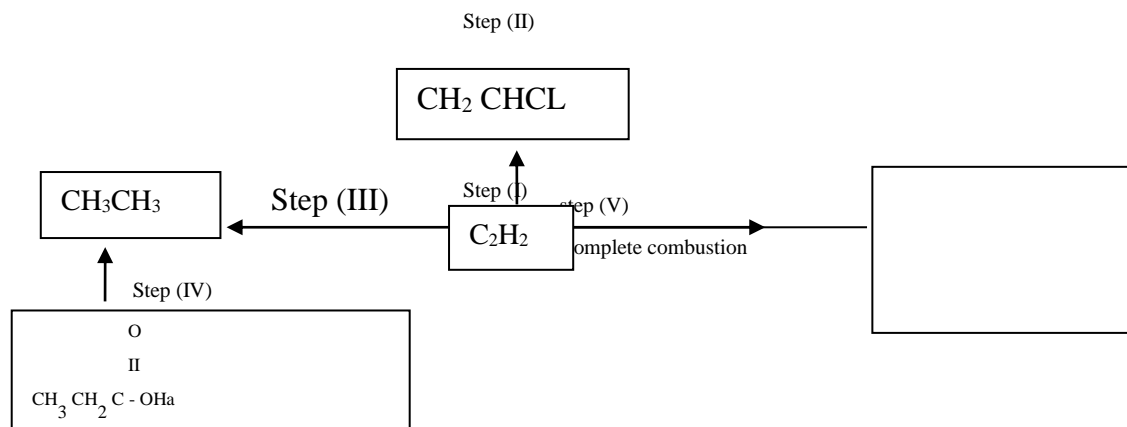 Step (II)
CH₂ CHCL
CH₃CH₃
Step (III)
Step (I)
step (V)
C₂H₂
omplete combustion
Step (IV)
O
II
CH₃ CH₂ C - OHa